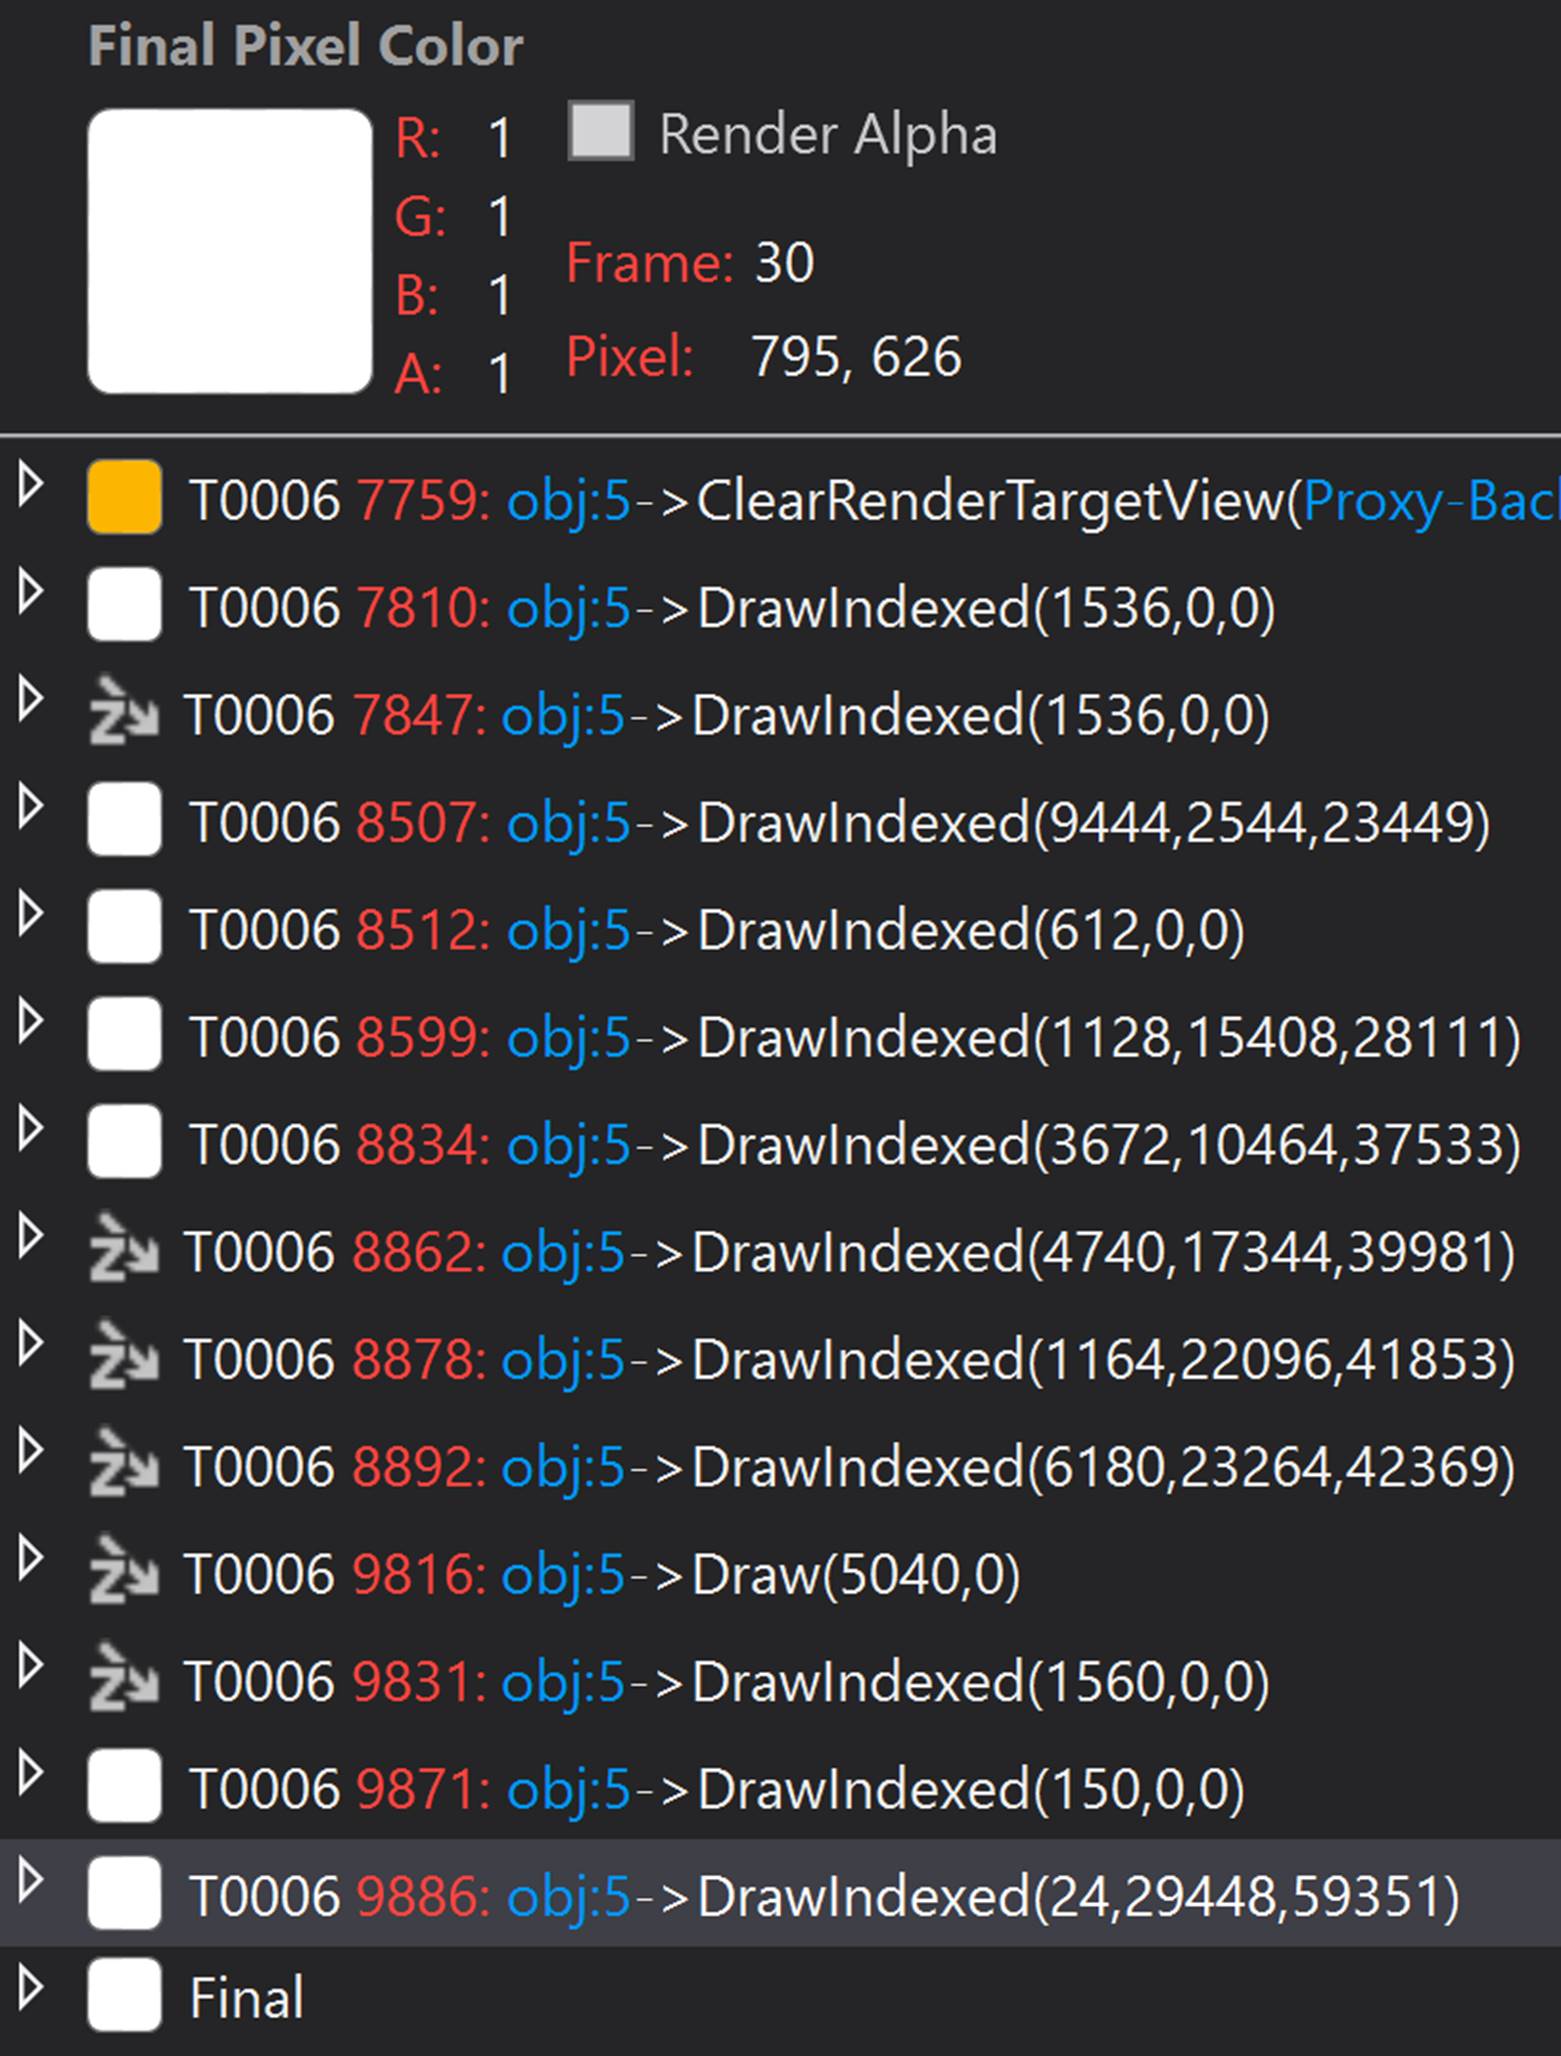 Final Pixel Color
R: 1 Render Alpha
G: 1
Frame: 30
B: 1
Pixel: 795, 626
A: 1
T0006 7759: obj:5->ClearRenderTargetView(Proxy-Bac
T0006 7810: obj:5->DrawIndexed(1536,0,0)
T0006 7847: obj:5->DrawIndexed(1536,0,0)
T0006 8507: obj:5->DrawIndexed(9444,2544,23449)
T0006 8512: obj:5->DrawIndexed(612,0,0)
T0006 8599: obj:5->DrawIndexed(1128,15408,28111)
T0006 8834: obj:5->DrawIndexed(3672,10464,37533)
T0006 8862: obj:5->DrawIndexed(4740,17344,39981)
T0006 8878: obj:5->DrawIndexed(1164,22096,41853)
T0006 8892: obj:5->DrawIndexed(6180,23264,42369)
T0006 9816: obj:5->Draw(5040,0)
T0006 9831: obj:5->DrawIndexed(1560,0,0)
T0006 9871: obj:5->DrawIndexed(150,0,0)
T0006 9886: obj:5->DrawIndexed(24,29448,59351)
Final